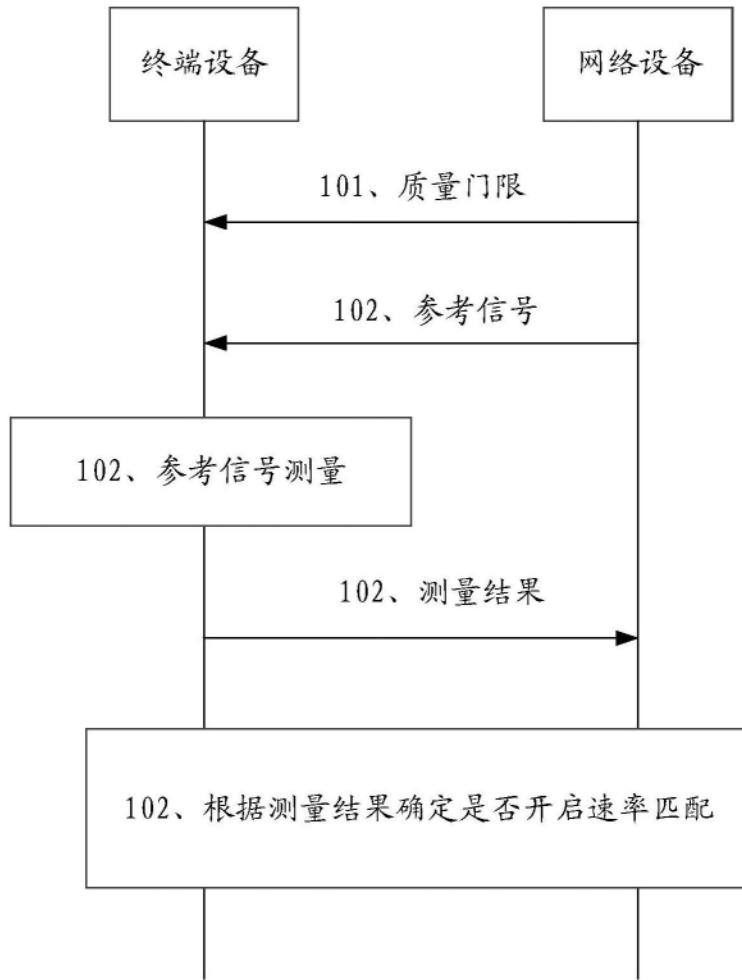 终端设备
网络设备
101、质量门限
102、参考信号
102、参考信号测量
102、测量结果
102、根据测量结果确定是否开启速率匹配